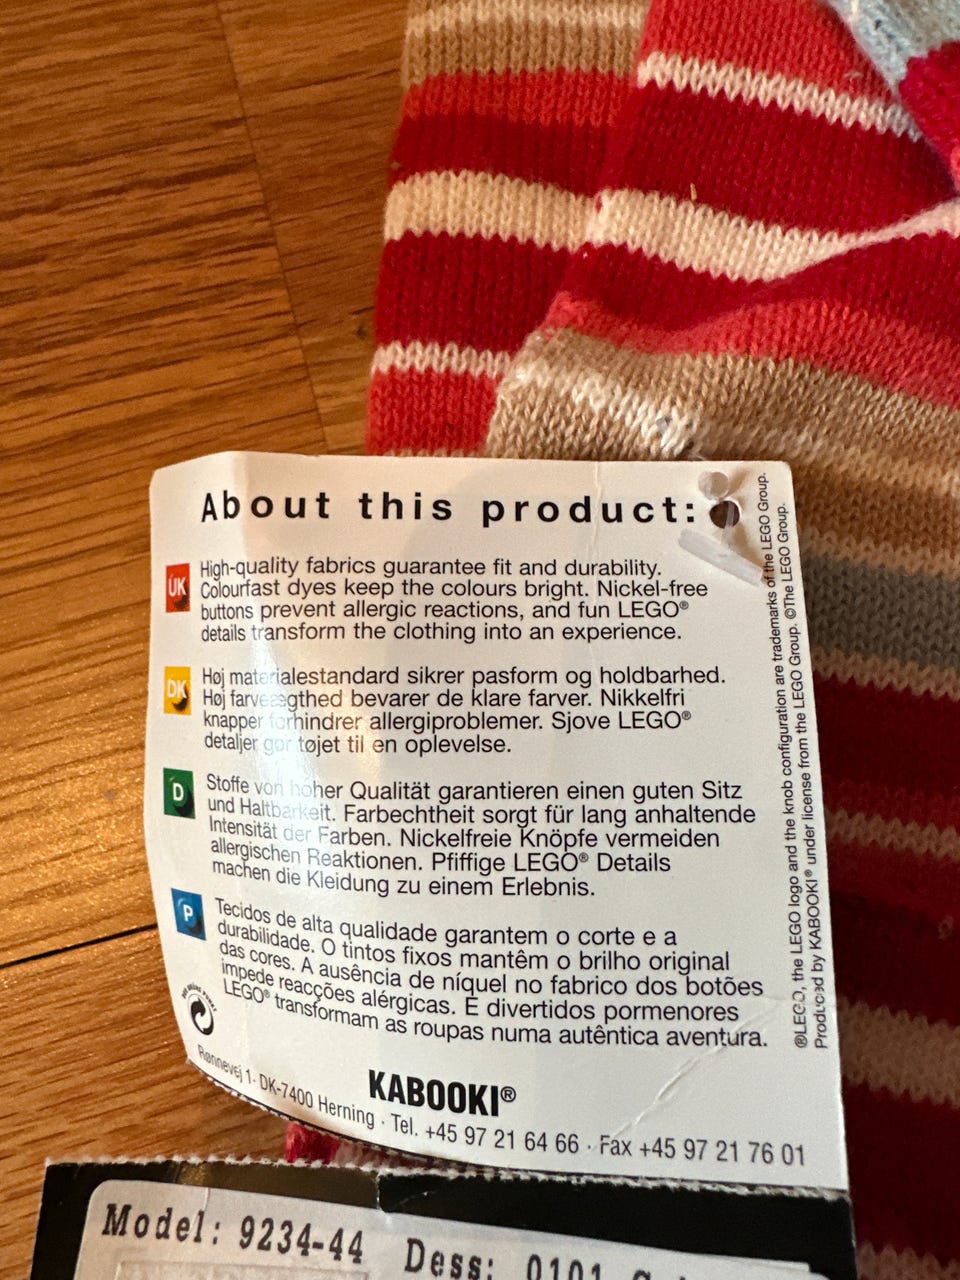 About this product:
UK
High-quality fabrics guarantee fit and durability.
Colourfast dyes keep the colours bright. Nickel-free
buttons prevent allergic reactions, and fun LEGO®
details transform the clothing into an experience.
DK
Høj materialestandard sikrer pasform og holdbarhed.
Høj farveægthed bevarer de klare farver. Nikkelfri
knapper forhindrer allergiproblemer. Sjove LEGO®
detaljer gør tøjet til en oplevelse.
D
Stoffe von hoher Qualität garantieren einen guten Sitz
und Haltbarkeit. Farbechtheit sorgt für lang anhaltende
Intensität der Farben. Nickelfreie Knöpfe vermeiden
allergischen Reaktionen. Pfiffige LEGO® Details
machen die Kleidung zu einem Erlebnis.
P
Tecidos de alta qualidade garantem o corte e a
durabilidade. O tintos fixos mantêm o brilho original
das cores. A ausência de níquel no fabrico dos botões
impede reacções alérgicas. E divertidos pormenores
LEGO® transformam as roupas numa autêntica aventura.
KABOOKI®
Rønnevej 1· DK-7400 Herning · Tel. +45 97 21 64 66 · Fax +45 97 21 76 01
®LEGO, the LEGO logo and the knob configuration are trademarks of the LEGO Group.
Produced by KABOOKI® under license from the LEGO Group. ©The LEGO Group.
Model: 9234-44 Dess: 0101